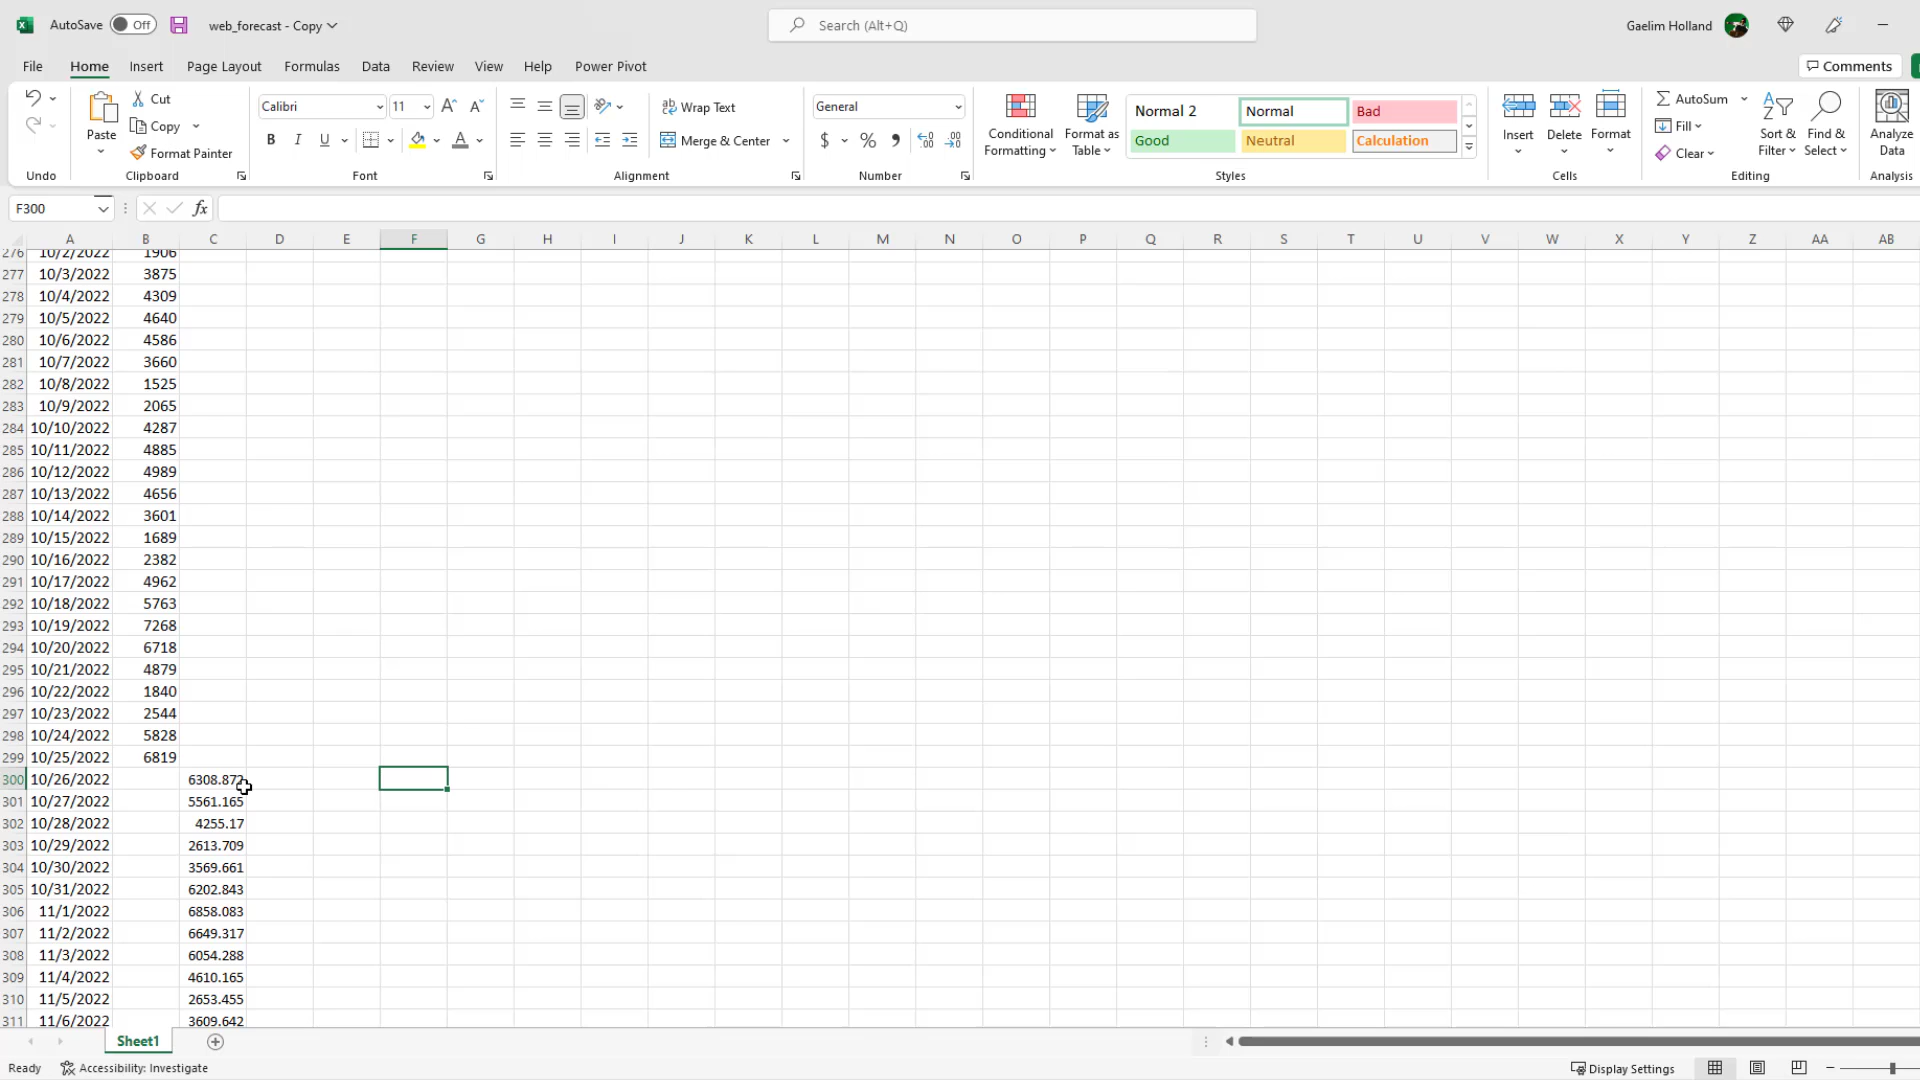 AutoSave Off web_forecast - Copy Search (Alt+Q) Gaelim Holland
File Home Insert Page Layout Formulas Data Review View Help Power Pivot Comments
Paste Cut Copy Format Painter
Calibri 11
B I U
Wrap Text
Merge & Center
General
$ % ,
Conditional Formatting Format as Table
Normal 2 Normal Bad
Good Neutral Calculation
Insert Delete Format
AutoSum Fill Clear
Sort & Filter Find & Select
Analyze Data
Undo Clipboard Font Alignment Number Styles Cells Editing Analysis
F300 fx
A B C D E F G H I J K L M N O P Q R S T U V W X Y Z AA AB
276 10/2/2022 1906
277 10/3/2022 3875
278 10/4/2022 4309
279 10/5/2022 4640
280 10/6/2022 4586
281 10/7/2022 3660
282 10/8/2022 1525
283 10/9/2022 2065
284 10/10/2022 4287
285 10/11/2022 4885
286 10/12/2022 4989
287 10/13/2022 4656
288 10/14/2022 3601
289 10/15/2022 1689
290 10/16/2022 2382
291 10/17/2022 4962
292 10/18/2022 5763
293 10/19/2022 7268
294 10/20/2022 6718
295 10/21/2022 4879
296 10/22/2022 1840
297 10/23/2022 2544
298 10/24/2022 5828
299 10/25/2022 6819
300 10/26/2022 6308.872
301 10/27/2022 5561.165
302 10/28/2022 4255.17
303 10/29/2022 2613.709
304 10/30/2022 3569.661
305 10/31/2022 6202.843
306 11/1/2022 6858.083
307 11/2/2022 6649.317
308 11/3/2022 6054.288
309 11/4/2022 4610.165
310 11/5/2022 2653.455
311 11/6/2022 3609.642
Sheet1
Ready Accessibility: Investigate Display Settings